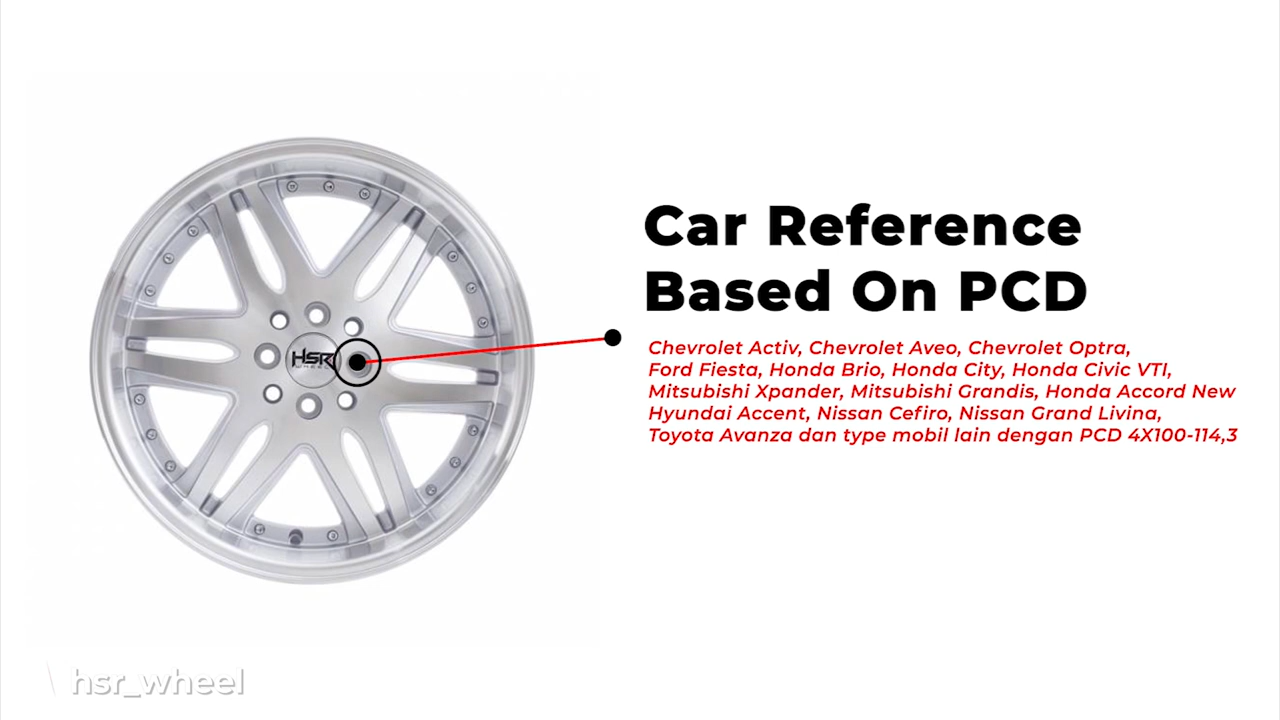 Car Reference
Based On PCD
Chevrolet Activ, Chevrolet Aveo, Chevrolet Optra,
Ford Fiesta, Honda Brio, Honda City, Honda Civic VTI,
Mitsubishi Xpander, Mitsubishi Grandis, Honda Accord New
Hyundai Accent, Nissan Cefiro, Nissan Grand Livina,
Toyota Avanza dan type mobil lain dengan PCD 4X100-114,3
HSR
WHEEL
hsr_wheel